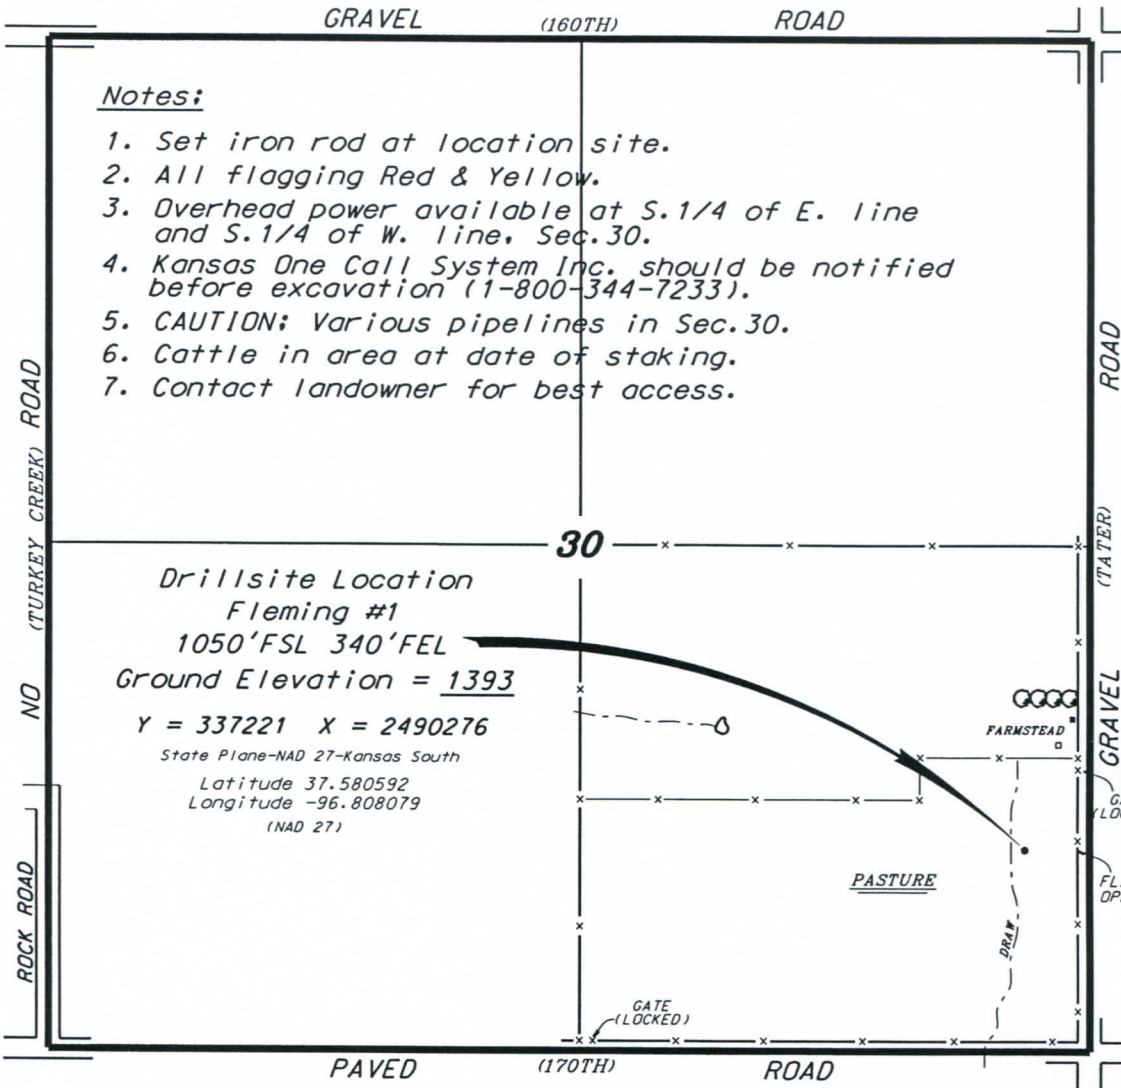 GRAVEL (160TH) ROAD
Notes:
1. Set iron rod at location site.
2. All flagging Red & Yellow.
3. Overhead power available at S.1/4 of E. line
and S.1/4 of W. line, Sec.30.
4. Kansas One Call System Inc. should be notified
before excavation (1-800-344-7233).
5. CAUTION: Various pipelines in Sec.30.
6. Cattle in area at date of staking.
7. Contact landowner for best access.
NO (TURKEY CREEK) ROAD
ROCK ROAD
30
Drillsite Location
Fleming #1
1050'FSL 340'FEL
Ground Elevation = 1393
Y = 337221 X = 2490276
State Plane-NAD 27-Kansas South
Latitude 37.580592
Longitude -96.808079
(NAD 27)
FARMSTEAD
PASTURE
DRAW
GATE
(LOCKED)
GRAVEL (TATER) ROAD
PAVED (170TH) ROAD